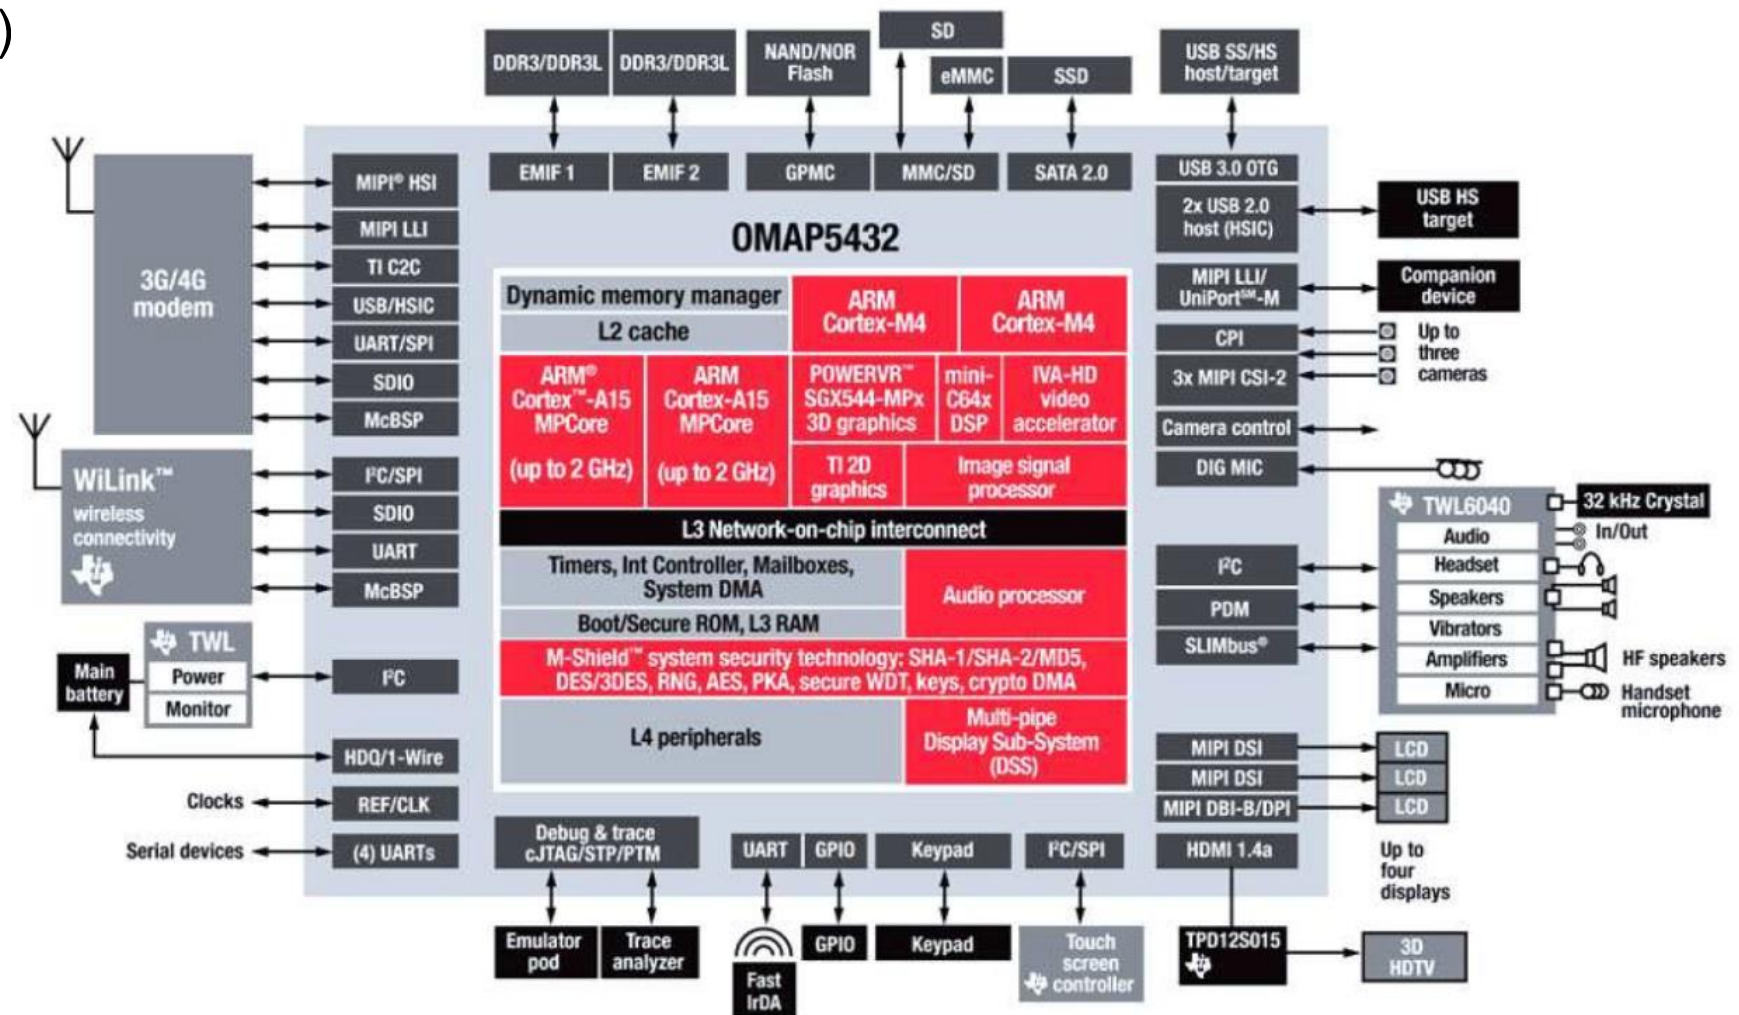 )
DDR3/DDR3L
DDR3/DDR3L
NAND/NOR
Flash
SD
eMMC
SSD
USB SS/HS
host/target
EMIF 1
EMIF 2
GPMC
MMC/SD
SATA 2.0
USB 3.0 OTG
2x USB 2.0
host (HSIC)
USB HS
target
MIPI LLI/
UniPort℠-M
Companion
device
CPI
3x MIPI CSI-2
Up to
three
cameras
Camera control
DIG MIC
3G/4G
modem
MIPI® HSI
MIPI LLI
TI C2C
USB/HSIC
UART/SPI
SDIO
McBSP
WiLink™
wireless
connectivity
I²C/SPI
SDIO
UART
McBSP
TWL
Power
Monitor
Main
battery
I²C
HDQ/1-Wire
Clocks
REF/CLK
Serial devices
(4) UARTs
OMAP5432
Dynamic memory manager
L2 cache
ARM
Cortex-M4
ARM
Cortex-M4
ARM®
Cortex™-A15
MPCore
(up to 2 GHz)
ARM
Cortex-A15
MPCore
(up to 2 GHz)
POWERVR™
SGX544-MPx
3D graphics
mini-
C64x
DSP
IVA-HD
video
accelerator
TI 2D
graphics
Image signal
processor
L3 Network-on-chip interconnect
Timers, Int Controller, Mailboxes,
System DMA
Boot/Secure ROM, L3 RAM
Audio processor
M-Shield™ system security technology: SHA-1/SHA-2/MD5,
DES/3DES, RNG, AES, PKA, secure WDT, keys, crypto DMA
L4 peripherals
Multi-pipe
Display Sub-System
(DSS)
I²C
PDM
SLIMbus®
TWL6040
Audio
Headset
Speakers
Vibrators
Amplifiers
Micro
32 kHz Crystal
In/Out
HF speakers
Handset
microphone
MIPI DSI
MIPI DSI
MIPI DBI-B/DPI
LCD
LCD
LCD
Up to
four
displays
HDMI 1.4a
TPD12S015
3D
HDTV
Debug & trace
cJTAG/STP/PTM
UART
GPIO
Keypad
I²C/SPI
Emulator
pod
Trace
analyzer
Fast
IrDA
GPIO
Keypad
Touch
screen
controller